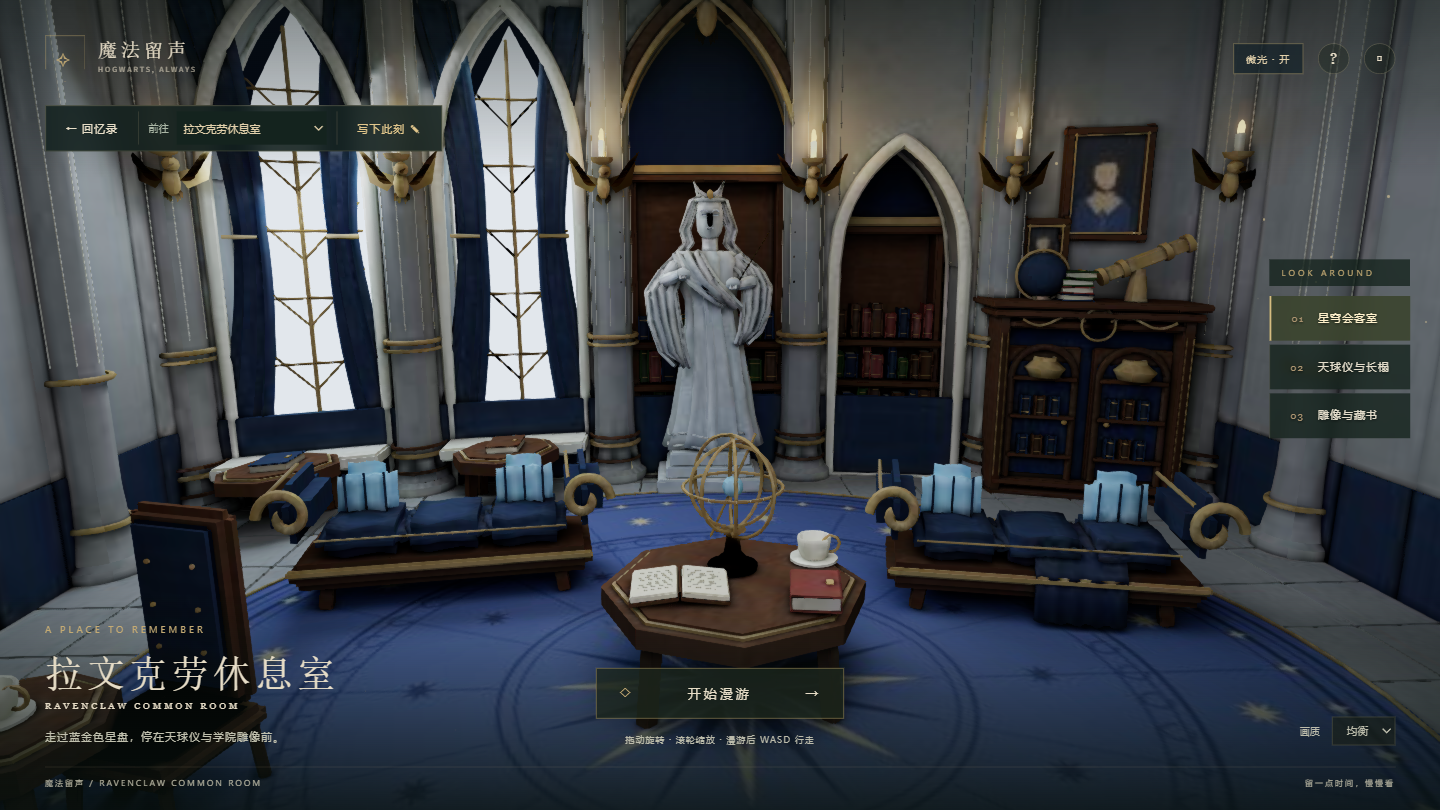 魔法留声
HOGWARTS, ALWAYS
微光 · 开
?
← 回忆录
前往
拉文克劳休息室
写下此刻
LOOK AROUND
01 星穹会客室
02 天球仪与长榻
03 雕像与藏书
A PLACE TO REMEMBER
拉文克劳休息室
RAVENCLAW COMMON ROOM
走过蓝金色星盘，停在天球仪与学院雕像前。
◇ 开始漫游 →
拖动旋转 · 滚轮缩放 · 漫游后 WASD 行走
画质 均衡
魔法留声 / RAVENCLAW COMMON ROOM
留一点时间，慢慢看